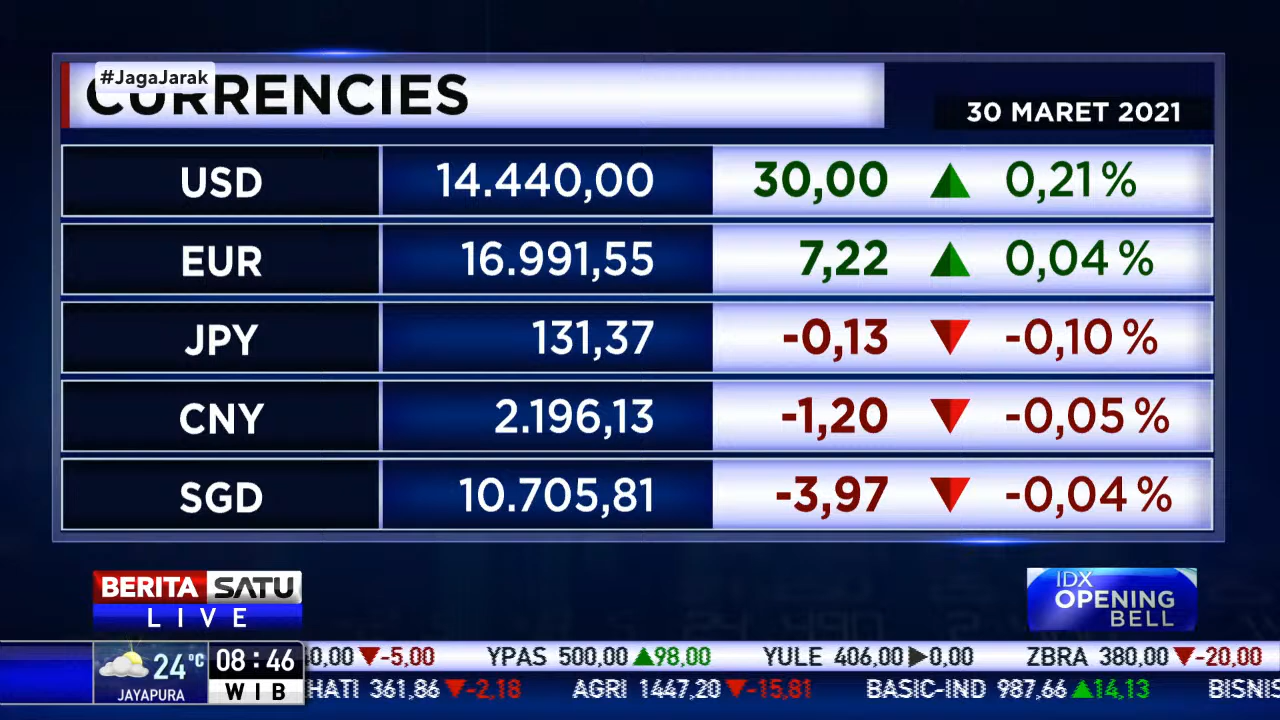 #JagaJarak
CURRENCIES
30 MARET 2021
USD 14.440,00 30,00 ▲ 0,21%
EUR 16.991,55 7,22 ▲ 0,04%
JPY 131,37 -0,13 ▼ -0,10%
CNY 2.196,13 -1,20 ▼ -0,05%
SGD 10.705,81 -3,97 ▼ -0,04%
BERITA SATU
LIVE
IDX
OPENING
BELL
24°C
JAYAPURA
08:46
WIB
0,00 ▼-5,00 YPAS 500,00 ▲98,00 YULE 406,00 ▶0,00 ZBRA 380,00 ▼-20,00
HATI 361,86 ▼-2,18 AGRI 1447,20 ▼-15,81 BASIC-IND 987,66 ▲14,13 BISNIS